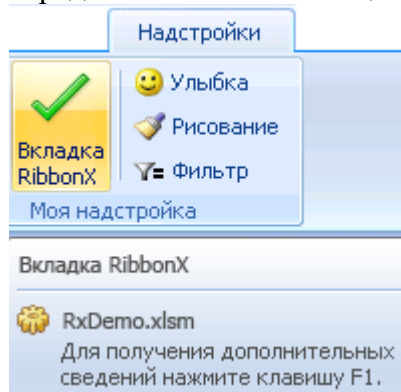 Надстройки
Вкладка
RibbonX
Улыбка
Рисование
Фильтр
Моя надстройка
Вкладка RibbonX
RxDemo.xlsm
Для получения дополнительных
сведений нажмите клавишу F1.